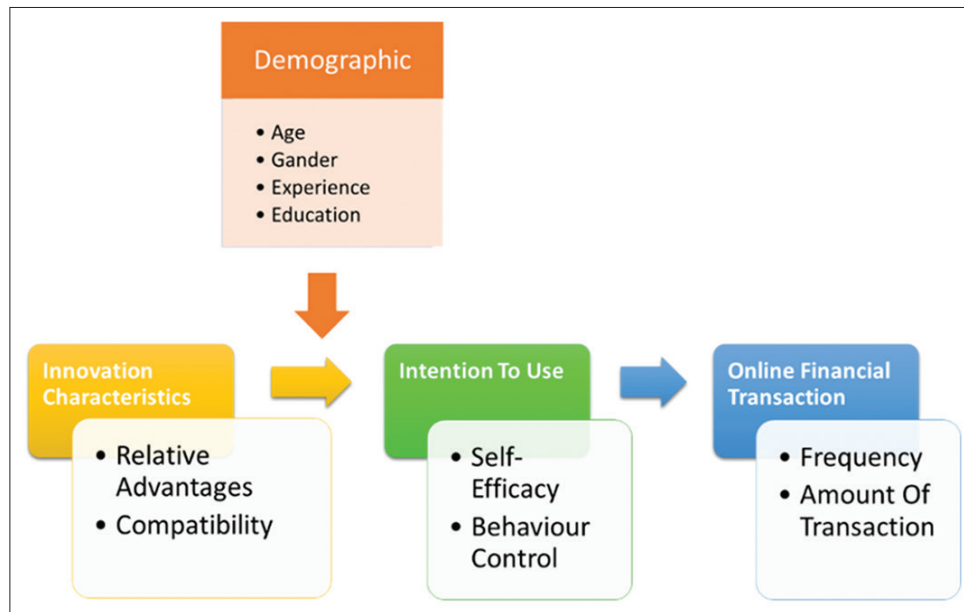 Demographic
• Age
• Gander
• Experience
• Education
Innovation
Characteristics
• Relative
Advantages
• Compatibility
Intention To Use
• Self-
Efficacy
• Behaviour
Control
Online Financial
Transaction
• Frequency
• Amount Of
Transaction